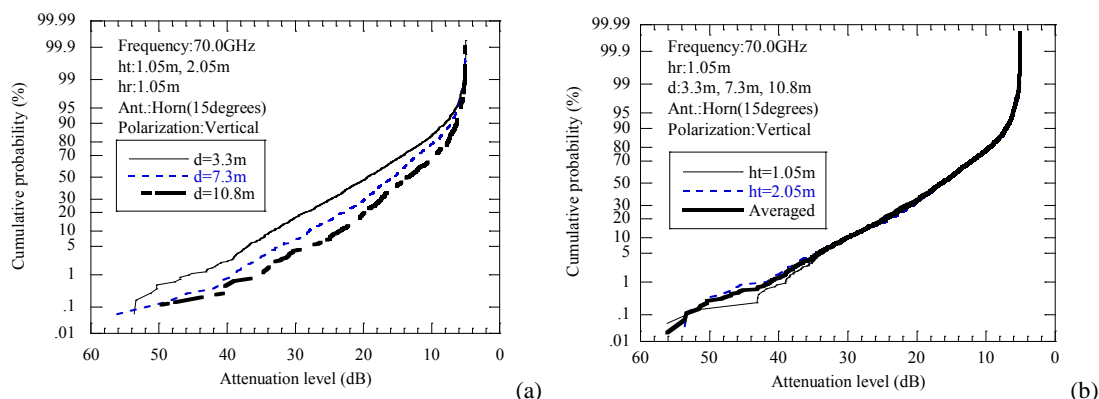 99.99
99.9
99
95
90
80
70
50
30
20
10
5
1
.1
.01
Cumulative probability (%)
Frequency:70.0GHz
ht:1.05m, 2.05m
hr:1.05m
Ant.:Horn(15degrees)
Polarization:Vertical
d=3.3m
d=7.3m
d=10.8m
60 50 40 30 20 10 0
Attenuation level (dB)
(a)
99.99
99.9
99
95
90
80
70
50
30
20
10
5
1
.1
.01
Cumulative probability (%)
Frequency:70.0GHz
hr:1.05m
d:3.3m, 7.3m, 10.8m
Ant.:Horn(15degrees)
Polarization:Vertical
ht=1.05m
ht=2.05m
Averaged
60 50 40 30 20 10 0
Attenuation level (dB)
(b)